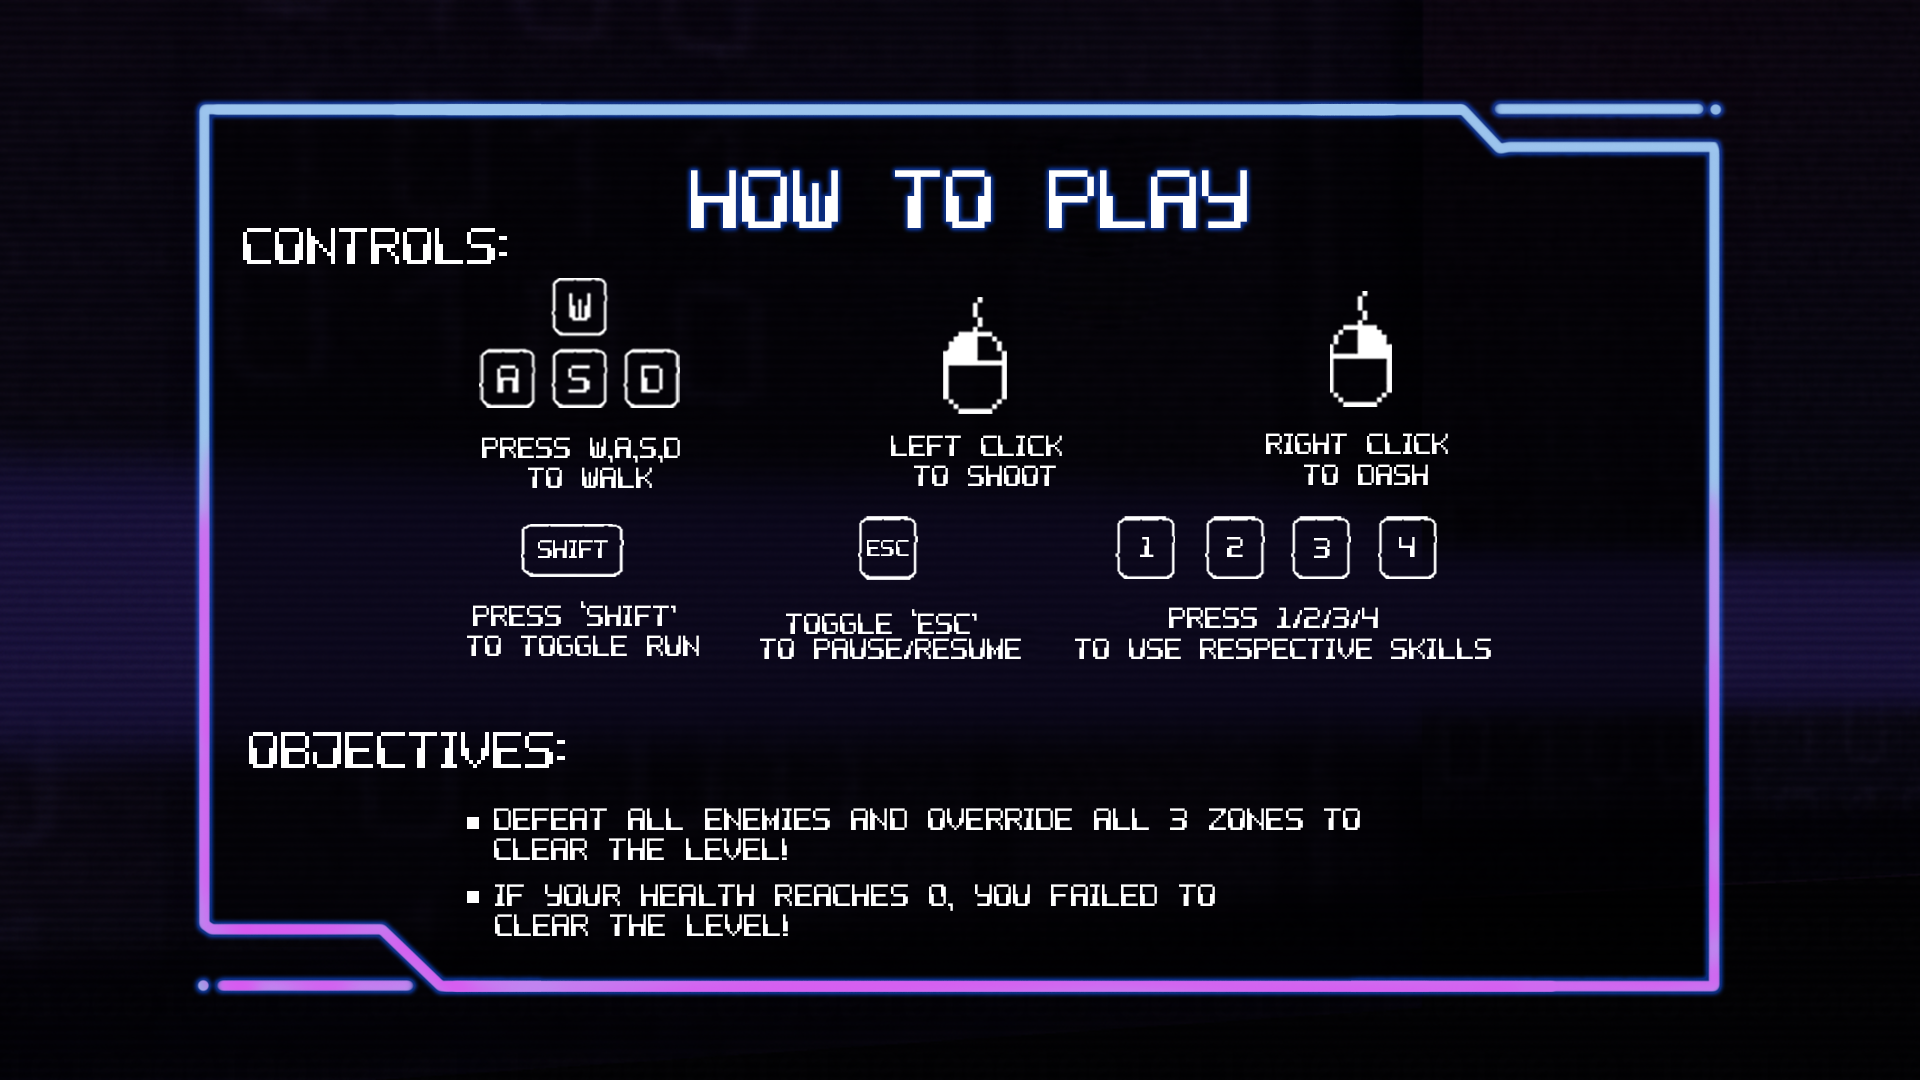 HOW TO PLAY
CONTROLS:
W
A S D
PRESS W,A,S,D
TO WALK
LEFT CLICK
TO SHOOT
RIGHT CLICK
TO DASH
SHIFT
PRESS 'SHIFT'
TO TOGGLE RUN
ESC
TOGGLE 'ESC'
TO PAUSE/RESUME
1 2 3 4
PRESS 1/2/3/4
TO USE RESPECTIVE SKILLS
OBJECTIVES:
▪ DEFEAT ALL ENEMIES AND OVERRIDE ALL 3 ZONES TO
CLEAR THE LEVEL!
▪ IF YOUR HEALTH REACHES 0, YOU FAILED TO
CLEAR THE LEVEL!